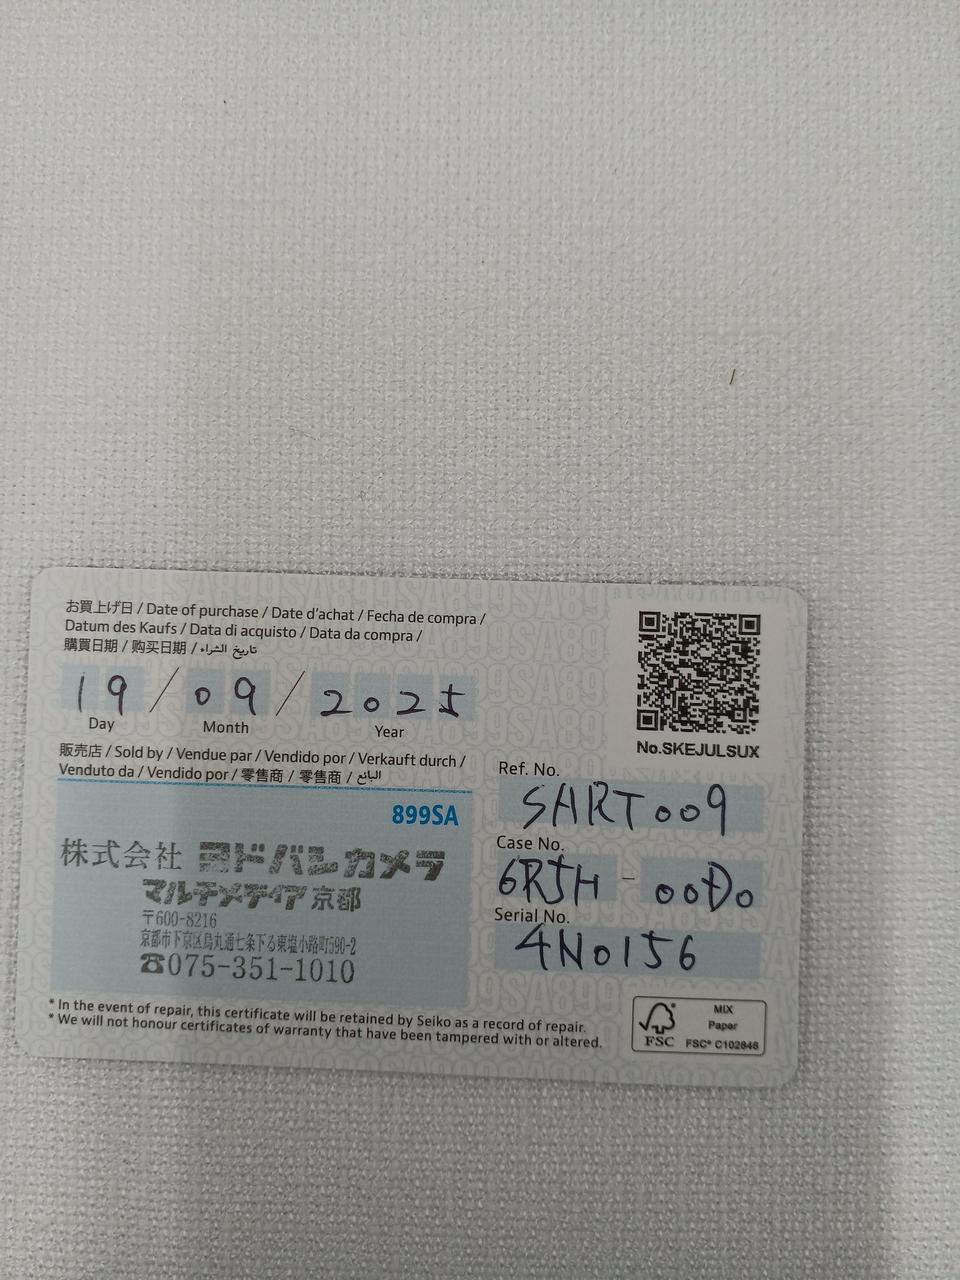 お買上げ日 / Date of purchase / Date d'achat / Fecha de compra /
Datum des Kaufs / Data di acquisto / Data da compra /
購買日期 / 购买日期 / تاريخ الشراء
19 / 09 / 2025
Day Month Year
販売店 / Sold by / Vendue par / Vendido por / Verkauft durch /
Venduto da / Vendido por / 零售商 / 零售商 / البائع
899SA
株式会社 ヨドバシカメラ
マルチメディア京都
〒600-8216
京都市下京区烏丸通七条下る東塩小路町590-2
☎075-351-1010
No.SKEJULSUX
Ref. No.
SART009
Case No.
6R5H-00D0
Serial No.
4N0156
* In the event of repair, this certificate will be retained by Seiko as a record of repair.
* We will not honour certificates of warranty that have been tampered with or altered.
FSC
MIX
Paper
FSC® C102848